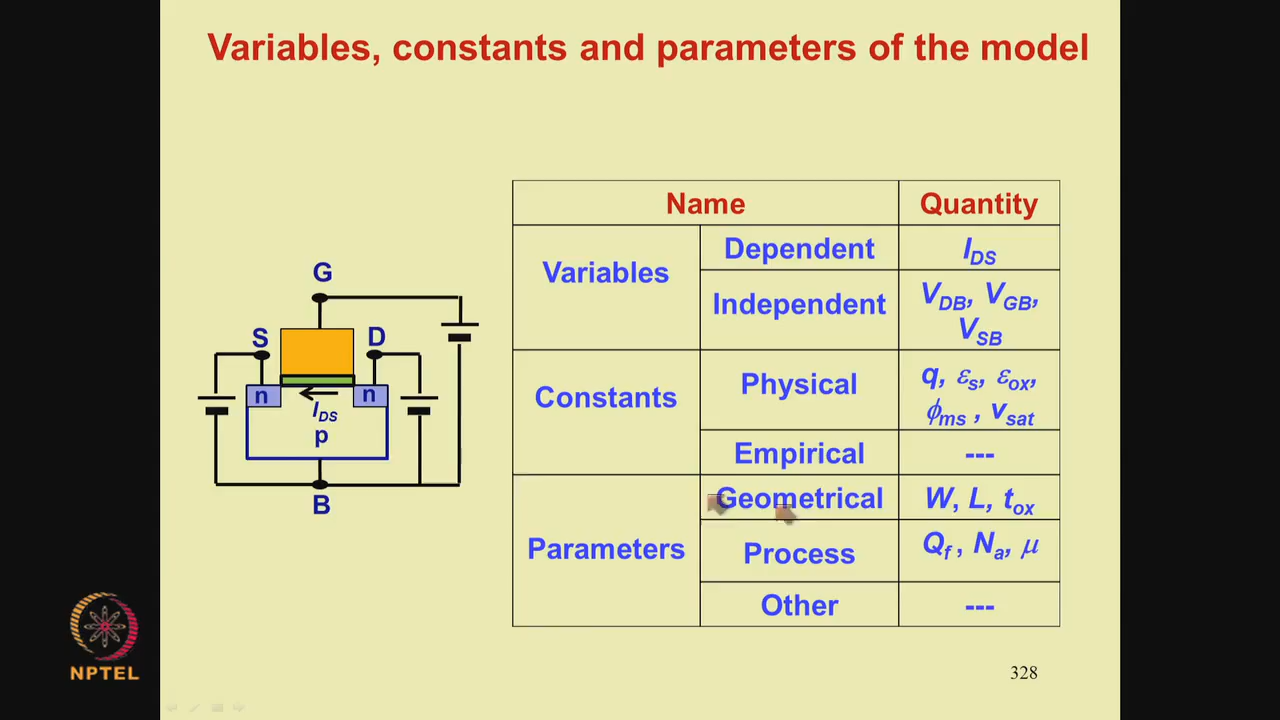 Variables, constants and parameters of the model
Name Quantity
Variables
Dependent I_DS
Independent V_DB, V_GB,
V_SB
Constants
Physical q, ε_s, ε_ox,
ϕ_ms , v_sat
Empirical ---
Parameters
Geometrical W, L, t_ox
Process Q_f , N_a, μ
Other ---
G
S D
n n
I_DS
p
B
NPTEL
328